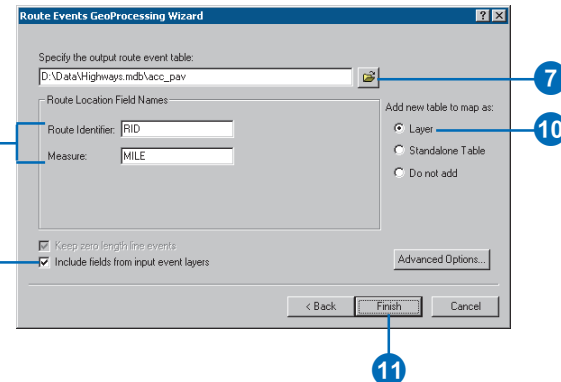 Route Events GeoProcessing Wizard
Specify the output route event table:
D:\Data\Highways.mdb\acc_pav
7
Route Location Field Names
Add new table to map as:
Route Identifier: RID
Layer
10
Measure: MILE
Standalone Table
Do not add
Keep zero length line events
Include fields from input event layers
Advanced Options...
< Back
Finish
Cancel
11